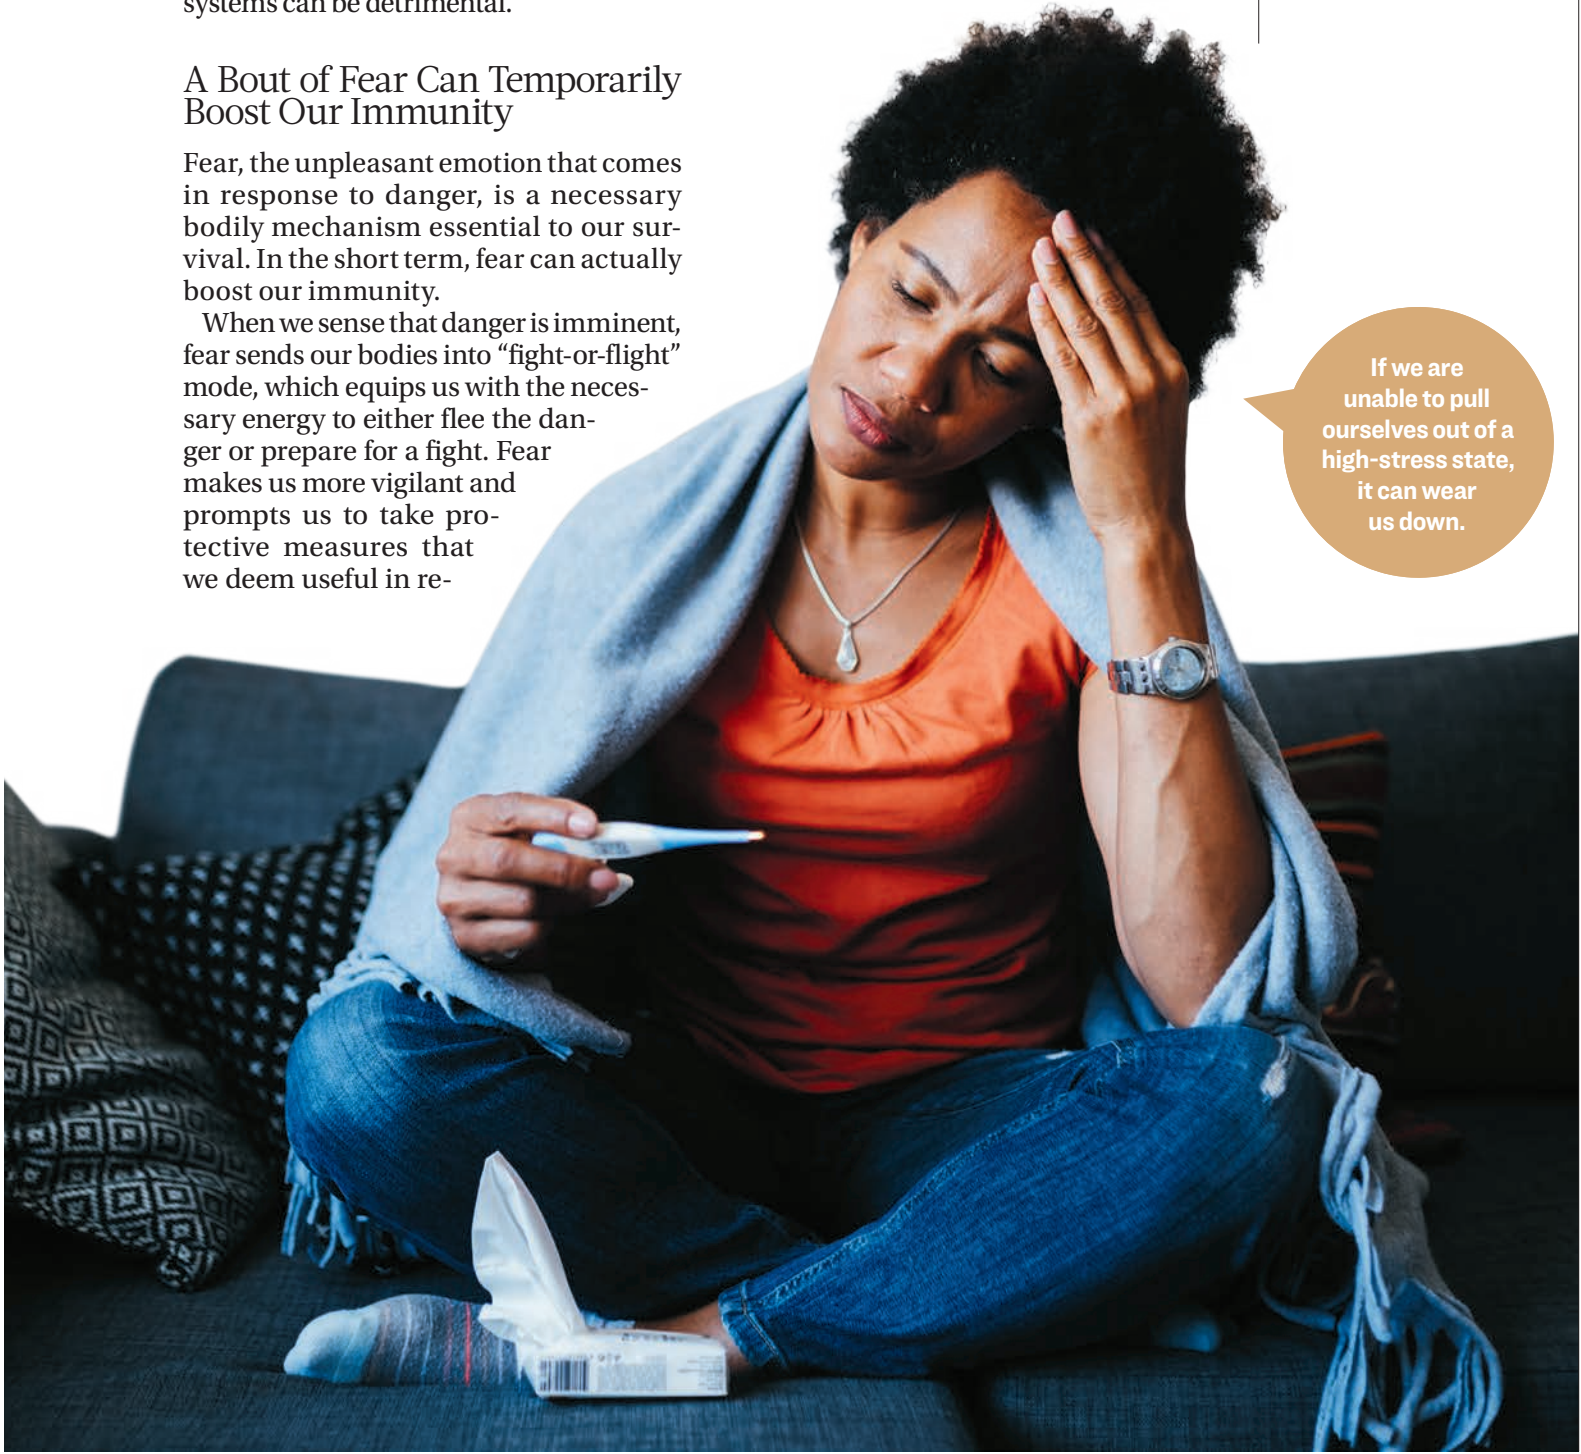 systems can be detrimental.
A Bout of Fear Can Temporarily
Boost Our Immunity
Fear, the unpleasant emotion that comes
in response to danger, is a necessary
bodily mechanism essential to our sur-
vival. In the short term, fear can actually
boost our immunity.
When we sense that danger is imminent,
fear sends our bodies into “fight-or-flight”
mode, which equips us with the neces-
sary energy to either flee the dan-
ger or prepare for a fight. Fear
makes us more vigilant and
prompts us to take pro-
tective measures that
we deem useful in re-
If we are
unable to pull
ourselves out of a
high-stress state,
it can wear
us down.